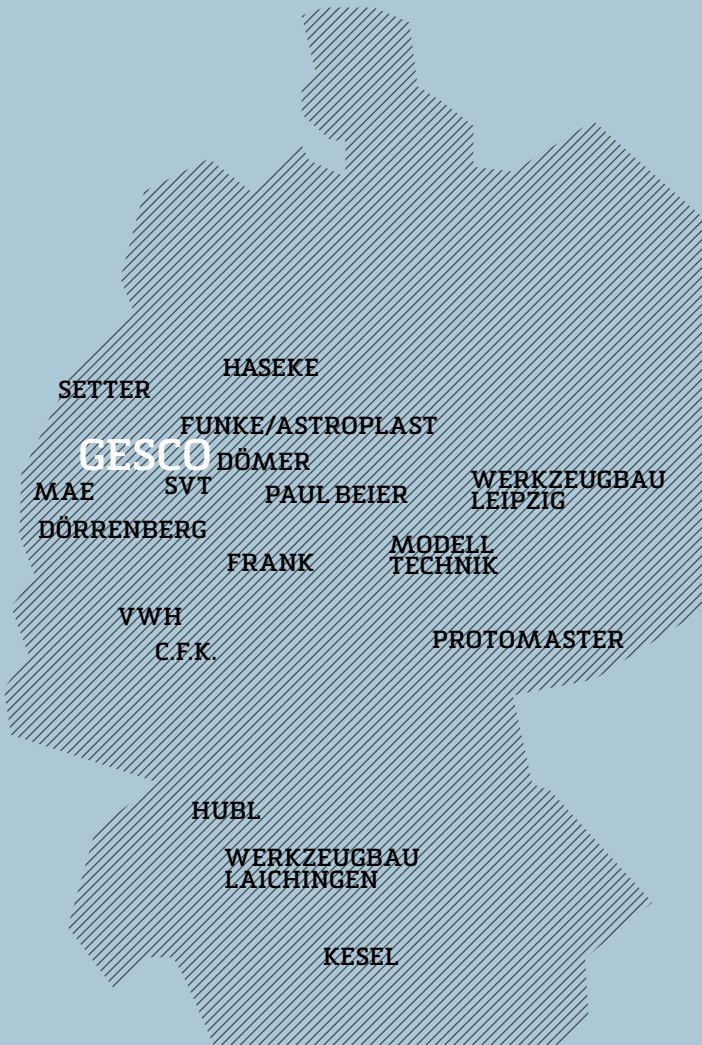 HASEKE
SETTER
FUNKE/ASTROPLAST
GESCO
DÖMER
MAE
SVT
PAUL BEIER
WERKZEUGBAU
LEIPZIG
DÖRRENBERG
FRANK
MODELL
TECHNIK
VWH
C.F.K.
PROTOMASTER
HUBL
WERKZEUGBAU
LAICHINGEN
KESEL